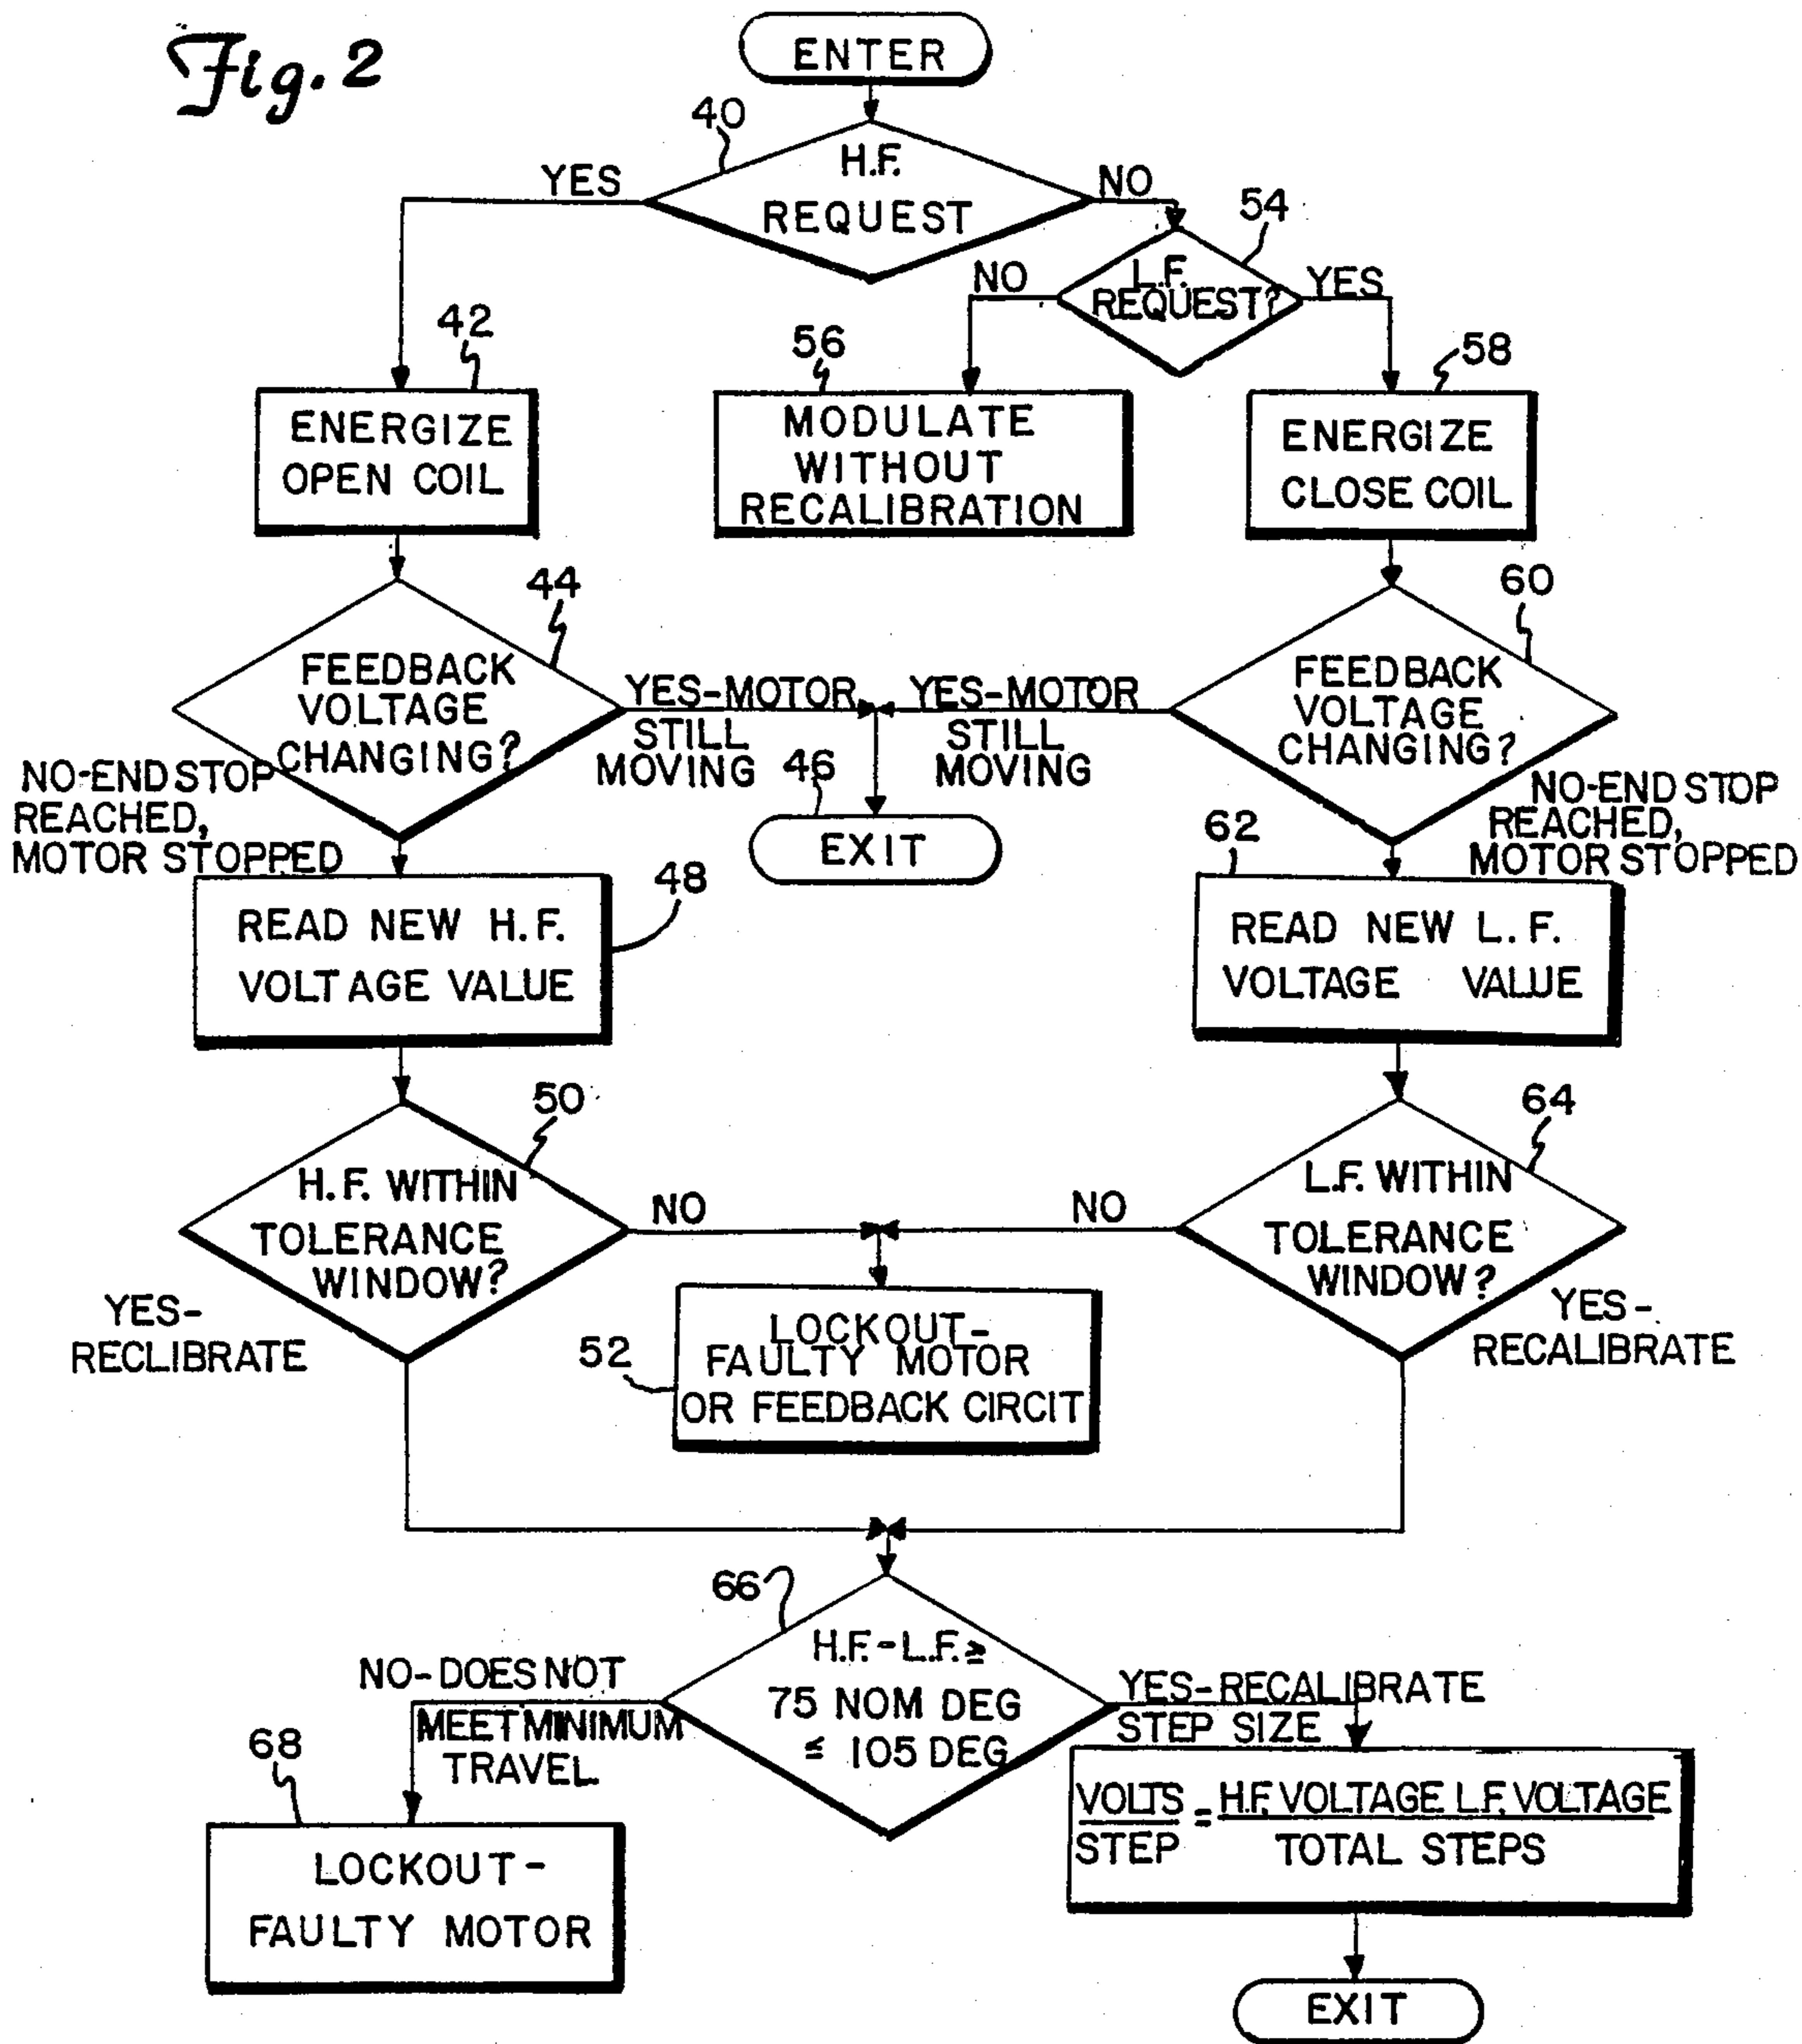 Fig. 2
ENTER
40
H.F.
REQUEST
YES
NO
54
L.F.
REQUEST?
NO
YES
42
ENERGIZE
OPEN COIL
56
MODULATE
WITHOUT
RECALIBRATION
58
ENERGIZE
CLOSE COIL
44
FEEDBACK
VOLTAGE
CHANGING?
YES-MOTOR
STILL
MOVING
YES-MOTOR
STILL
MOVING
60
FEEDBACK
VOLTAGE
CHANGING?
NO-END STOP
REACHED,
MOTOR STOPPED
46
EXIT
NO-END STOP
REACHED,
MOTOR STOPPED
48
READ NEW H.F.
VOLTAGE VALUE
62
READ NEW L.F.
VOLTAGE VALUE
50
H.F. WITHIN
TOLERANCE
WINDOW?
NO
NO
64
L.F. WITHIN
TOLERANCE
WINDOW?
YES-
RECLIBRATE
52
LOCKOUT-
FAULTY MOTOR
OR FEEDBACK CIRCIT
YES-
RECALIBRATE
66
H.F.-L.F. ≥
75 NOM DEG
≤ 105 DEG
NO-DOES NOT
MEET MINIMUM
TRAVEL
YES-RECALIBRATE
STEP SIZE
68
LOCKOUT-
FAULTY MOTOR
VOLTS = H.F. VOLTAGE L.F. VOLTAGE
STEP TOTAL STEPS
EXIT